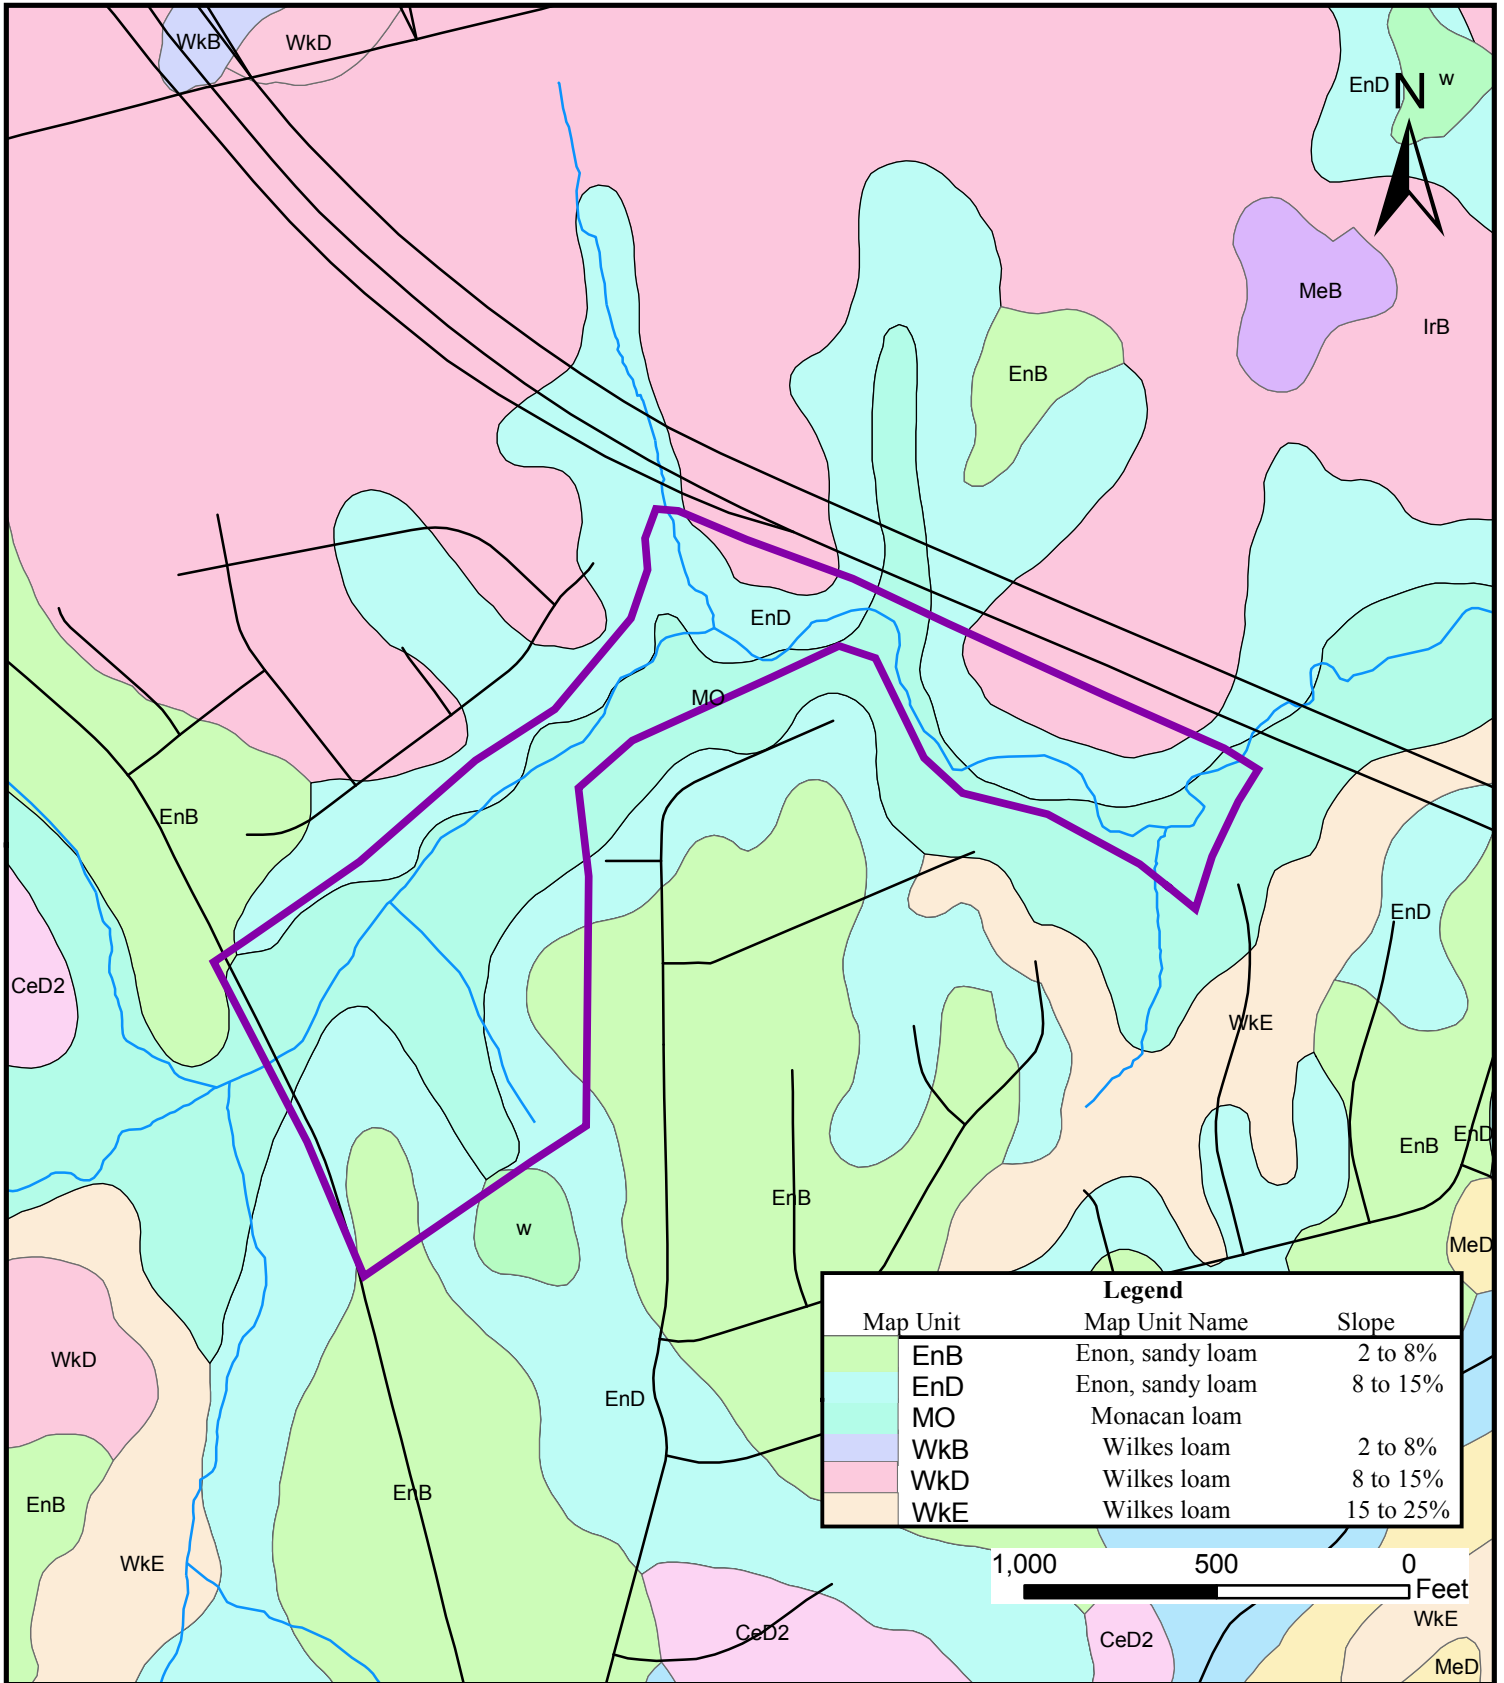 WkB
WkD
EnD
N
w
MeB
IrB
EnB
EnD
MO
EnB
EnD
CeD2
WkE
EnB
EnD
EnB
w
MeD
WkD
EnD
EnB
EnB
WkE
Legend
Map Unit Map Unit Name Slope
EnB Enon, sandy loam 2 to 8%
EnD Enon, sandy loam 8 to 15%
MO Monacan loam
WkB Wilkes loam 2 to 8%
WkD Wilkes loam 8 to 15%
WkE Wilkes loam 15 to 25%
1,000 500 0
Feet
CeD2
CeD2
WkE
MeD